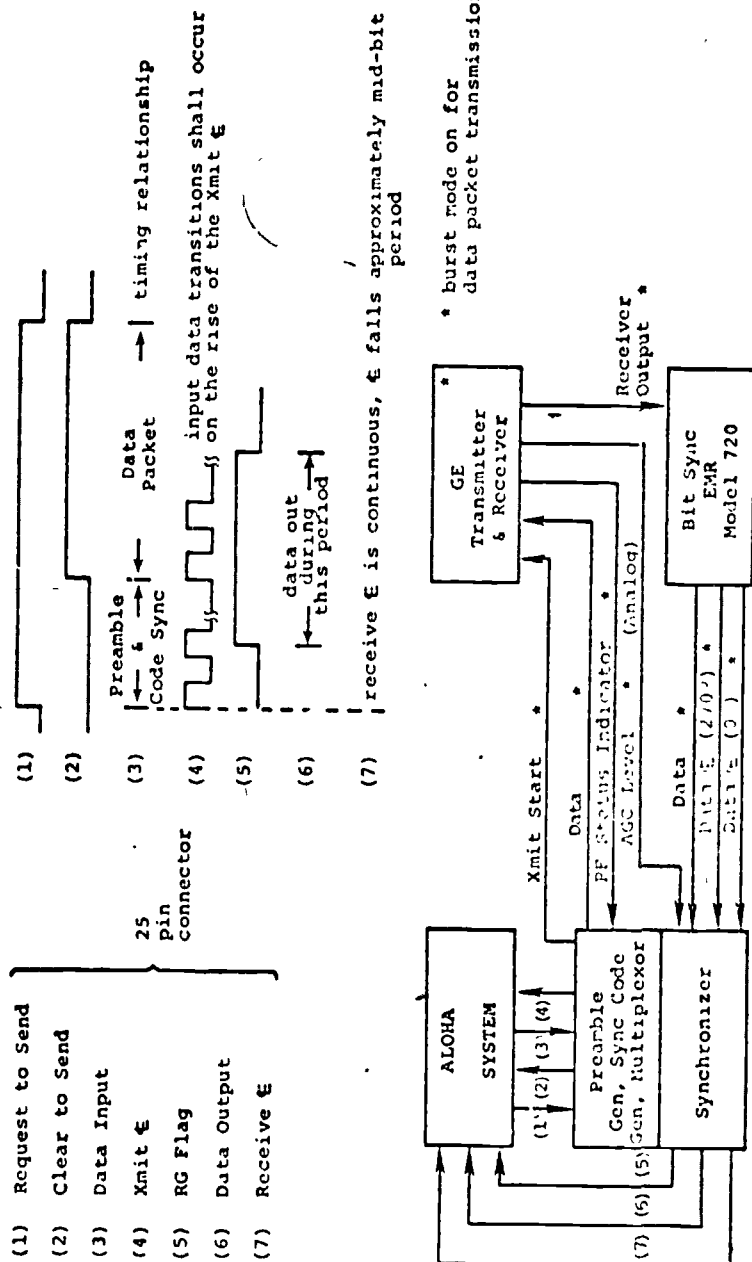 (1) Request to Send
(2) Clear to Send
(3) Data Input
(4) Xmit ȼ
(5) RG Flag
(6) Data Output
(7) Receive ȼ
25
pin
connector
(1)
(2)
(3)
Preamble
&
Code Sync
Data
Packet
timing relationship
(4)
input data transitions shall occur
on the rise of the Xmit ȼ
(5)
(6)
data out
during
this period
(7)
receive ȼ is continuous, ȼ falls approximately mid-bit
period
* burst mode on for
data packet transmission
ALOHA
SYSTEM
(1) (2) (3) (4)
Preamble
Gen, Sync Code
Gen, Multiplexor
Synchronizer
(7) (6) (5)
Xmit Start *
Data *
Status Indicator *
AGC Level * (Analog)
GE
Transmitter
& Receiver
*
1
Receiver
Output *
Data *
Bit Sync
EMR
Model 720